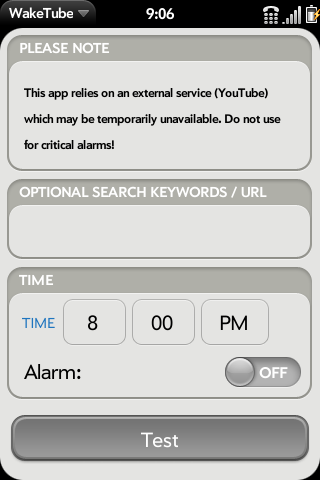 WakeTube
9:06
PLEASE NOTE
This app relies on an external service (YouTube)
which may be temporarily unavailable. Do not use
for critical alarms!
OPTIONAL SEARCH KEYWORDS / URL
TIME
TIME 8 00 PM
Alarm: OFF
Test